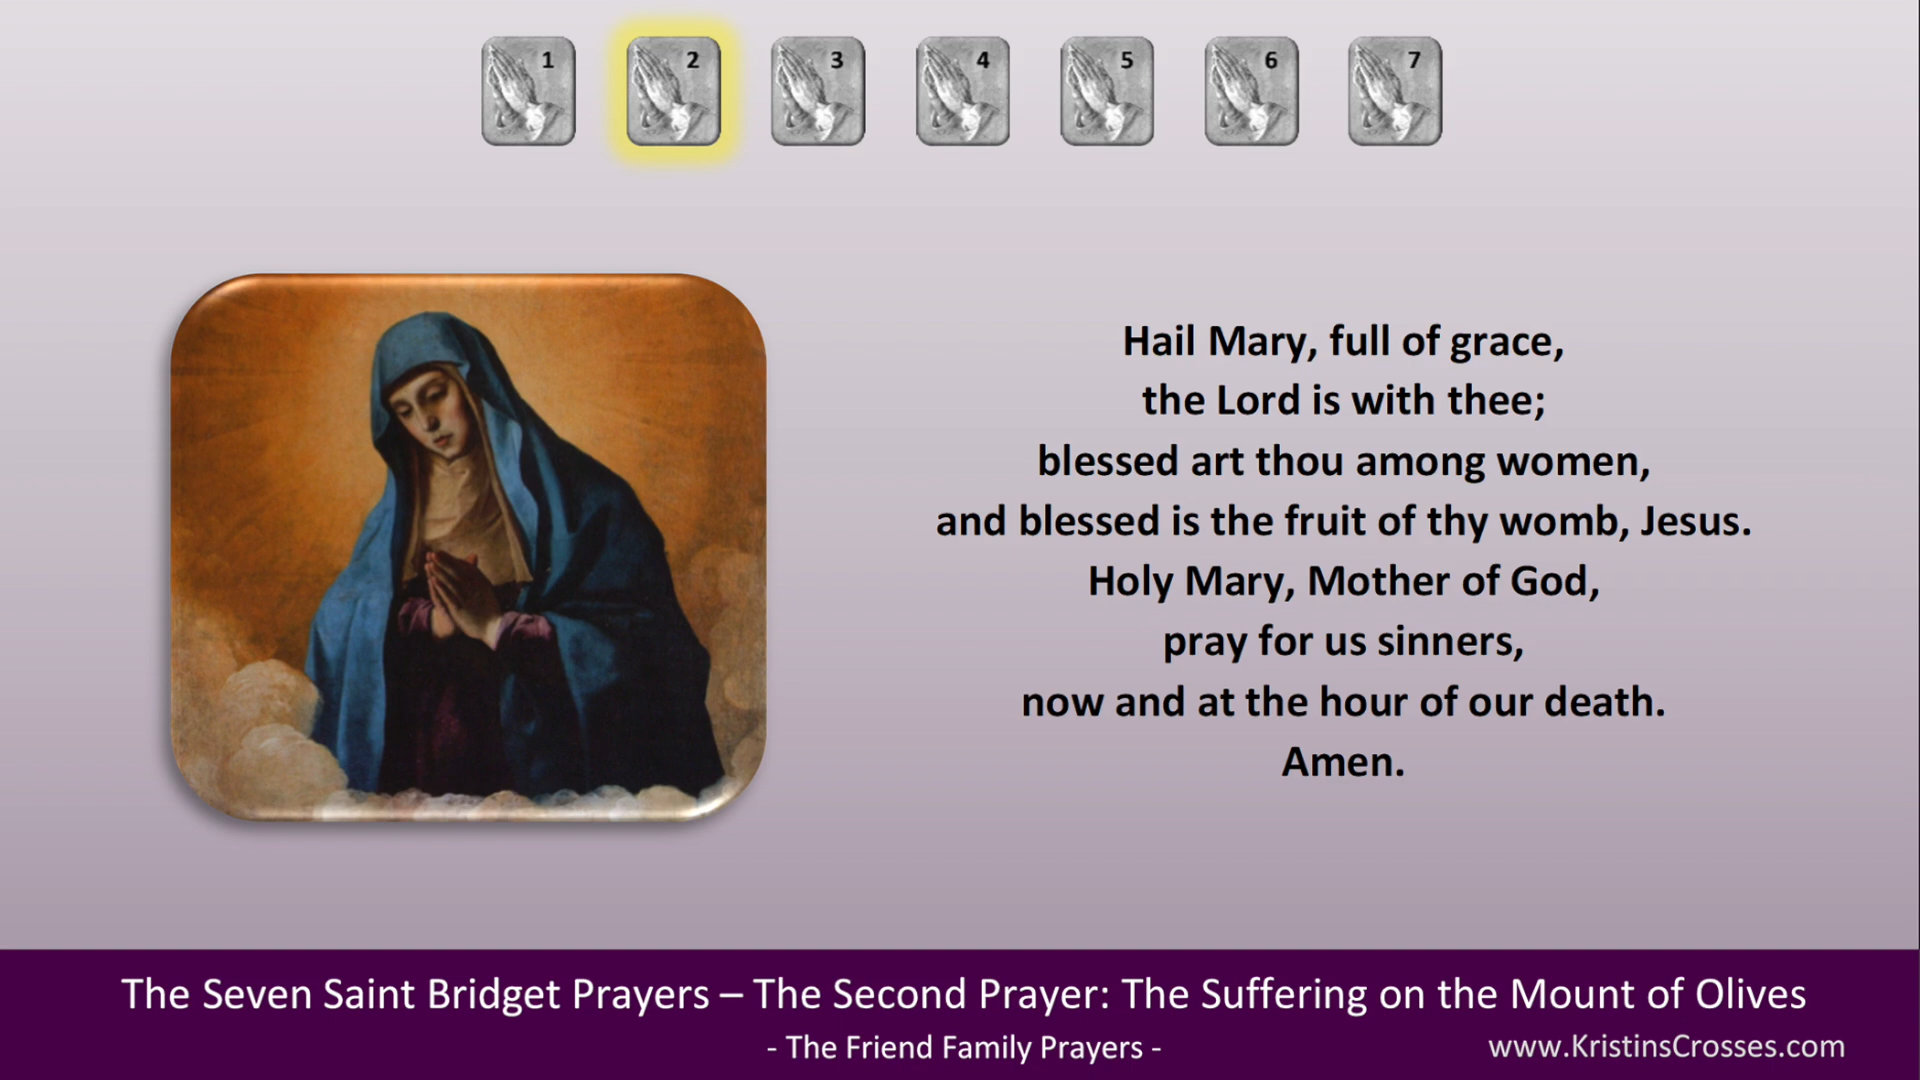 1 2 3 4 5 6 7
Hail Mary, full of grace,
the Lord is with thee;
blessed art thou among women,
and blessed is the fruit of thy womb, Jesus.
Holy Mary, Mother of God,
pray for us sinners,
now and at the hour of our death.
Amen.
The Seven Saint Bridget Prayers – The Second Prayer: The Suffering on the Mount of Olives
- The Friend Family Prayers -
www.KristinsCrosses.com